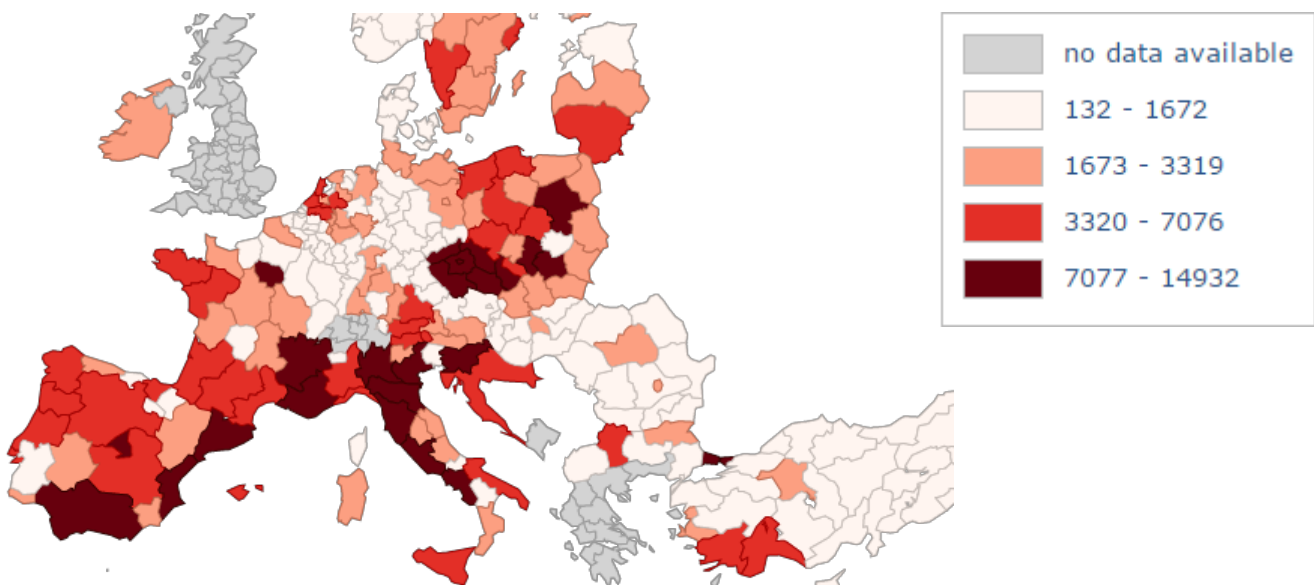 no data available
132 - 1672
1673 - 3319
3320 - 7076
7077 - 14932